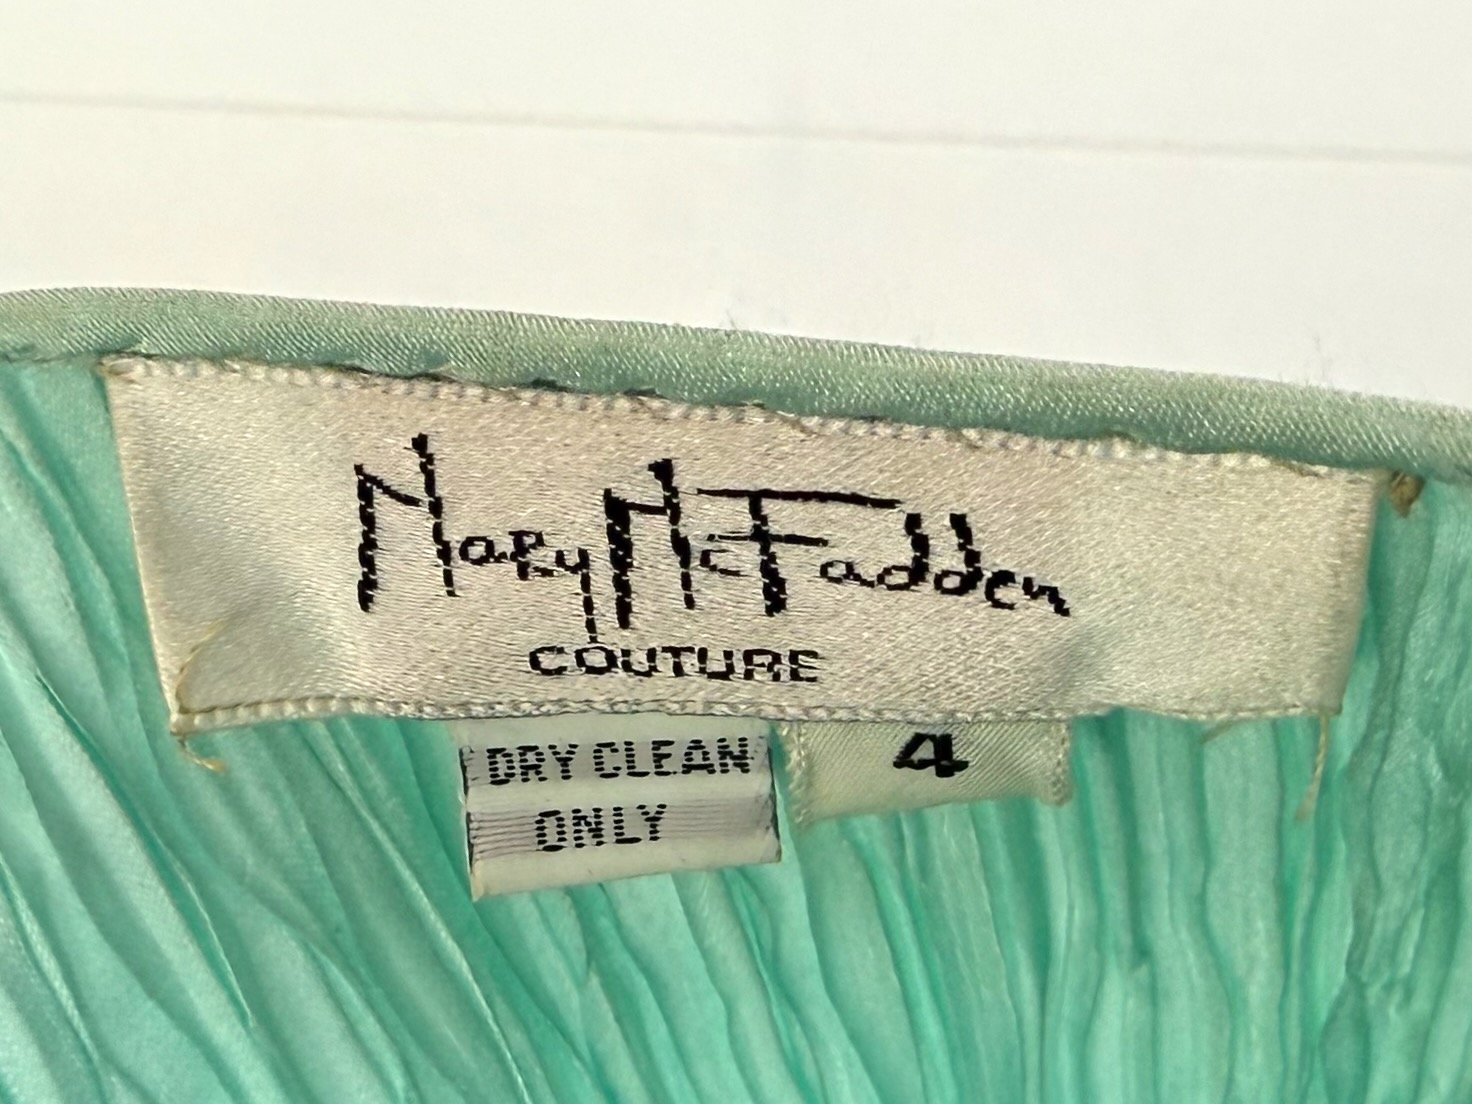 Mary McFadden
COUTURE
DRY CLEAN
ONLY
4